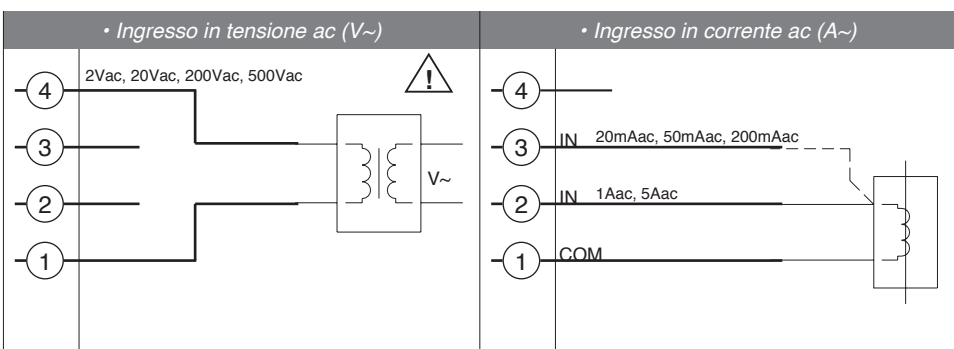 • Ingresso in tensione ac (V~)
4
2Vac, 20Vac, 200Vac, 500Vac
!
3
2
V~
1
• Ingresso in corrente ac (A~)
4
3
IN 20mAac, 50mAac, 200mAac
2
IN 1Aac, 5Aac
1
COM